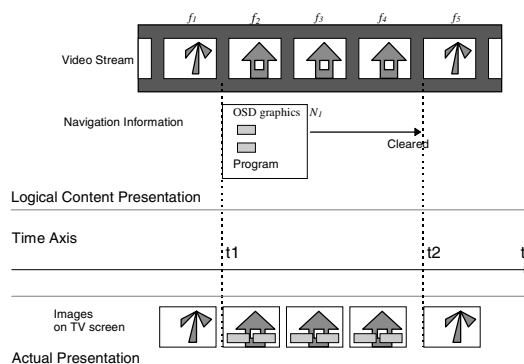 f1 f2 f3 f4 f5
Video Stream
OSD graphics N1
Navigation Information
Cleared
Program
Logical Content Presentation
Time Axis
t1 t2 t
Images
on TV screen
Actual Presentation